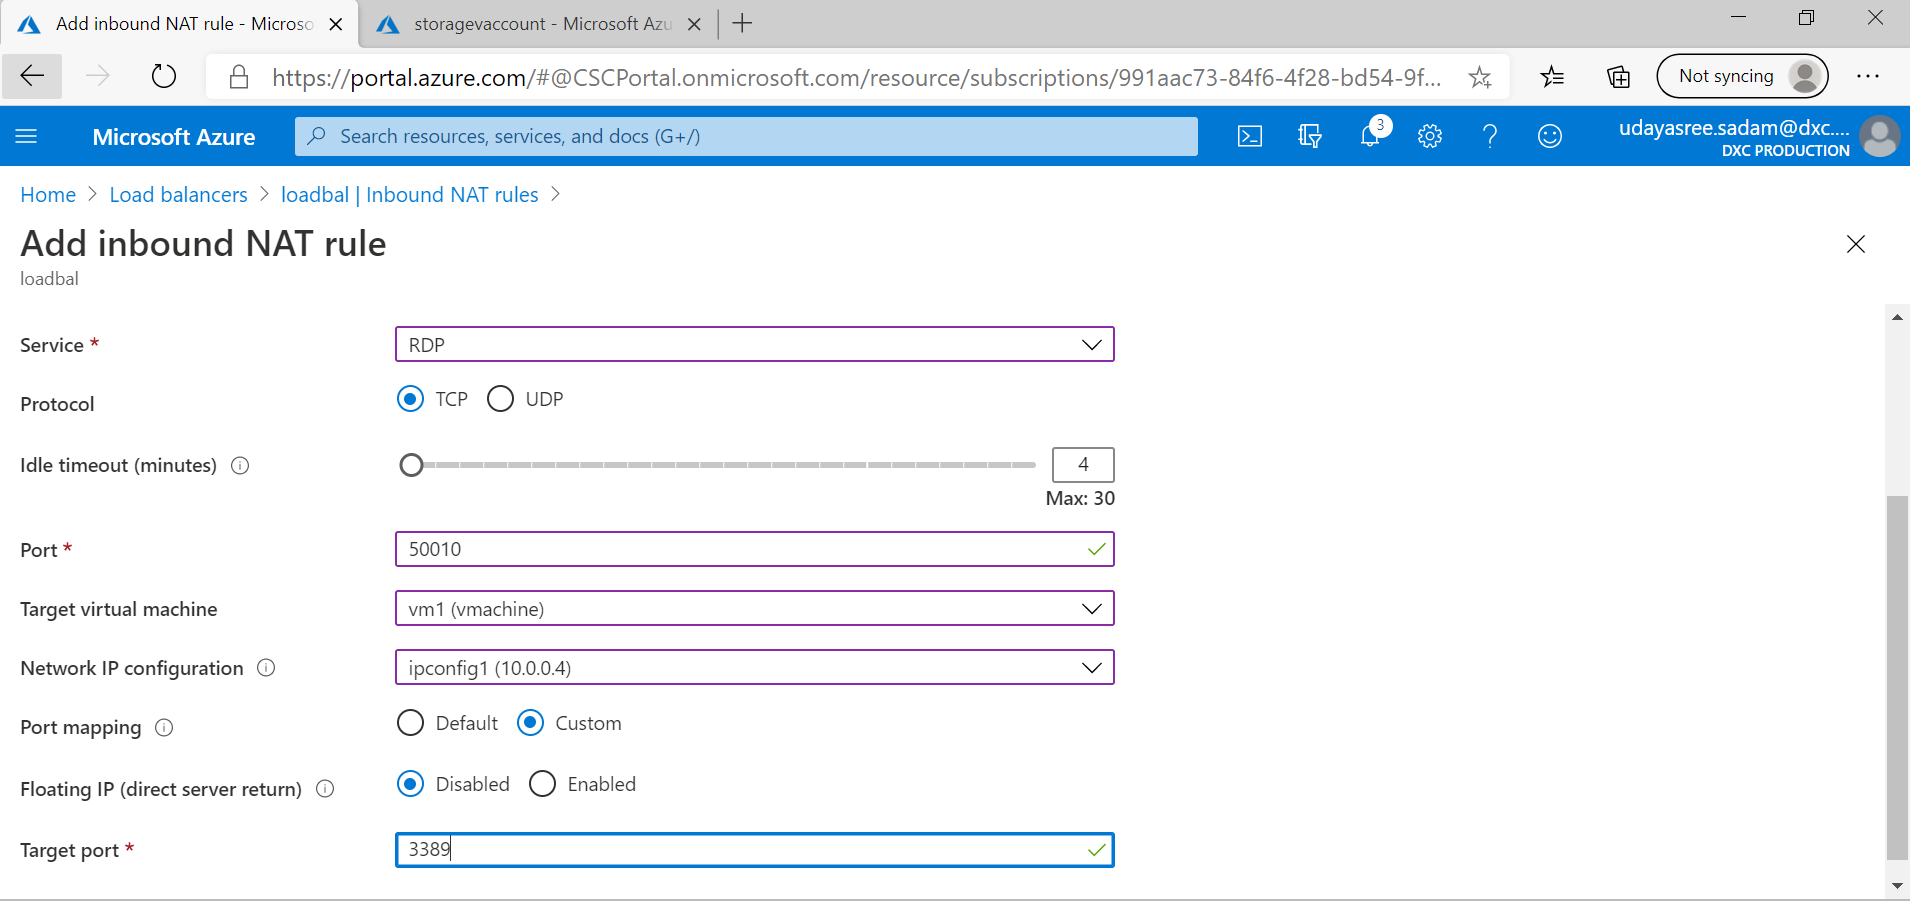 Add inbound NAT rule - Microso
storagevaccount - Microsoft Azu
https://portal.azure.com/#@CSCPortal.onmicrosoft.com/resource/subscriptions/991aac73-84f6-4f28-bd54-9f...
Not syncing
Microsoft Azure
Search resources, services, and docs (G+/)
3
udayasree.sadam@dxc....
DXC PRODUCTION
Home > Load balancers > loadbal | Inbound NAT rules >
Add inbound NAT rule
loadbal
Service *
RDP
Protocol
TCP
UDP
Idle timeout (minutes)
4
Max: 30
Port *
50010
Target virtual machine
vm1 (vmachine)
Network IP configuration
ipconfig1 (10.0.0.4)
Port mapping
Default
Custom
Floating IP (direct server return)
Disabled
Enabled
Target port *
3389